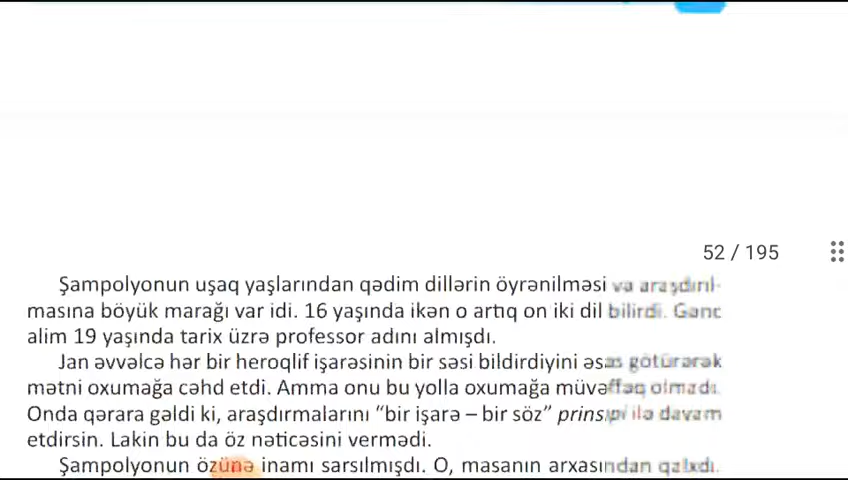 52 / 195
Şampolyonun uşaq yaşlarından qədim dillərin öyrənilməsi və araşdırıl-
masına böyük marağı var idi. 16 yaşında ikən o artıq on iki dil bilirdi. Gənc
alim 19 yaşında tarix üzrə professor adını almışdı.
Jan əvvəlcə hər bir heroqlif işarəsinin bir səsi bildirdiyini əsas götürərək
mətni oxumağa cəhd etdi. Amma onu bu yolla oxumağa müvəffəq olmadı.
Onda qərara gəldi ki, araşdırmalarını “bir işarə – bir söz” prinsipi ilə davam
etdirsin. Lakin bu da öz nəticəsini vermədi.
Şampolyonun özünə inamı sarsılmışdı. O, masanın arxasından qalxdı.